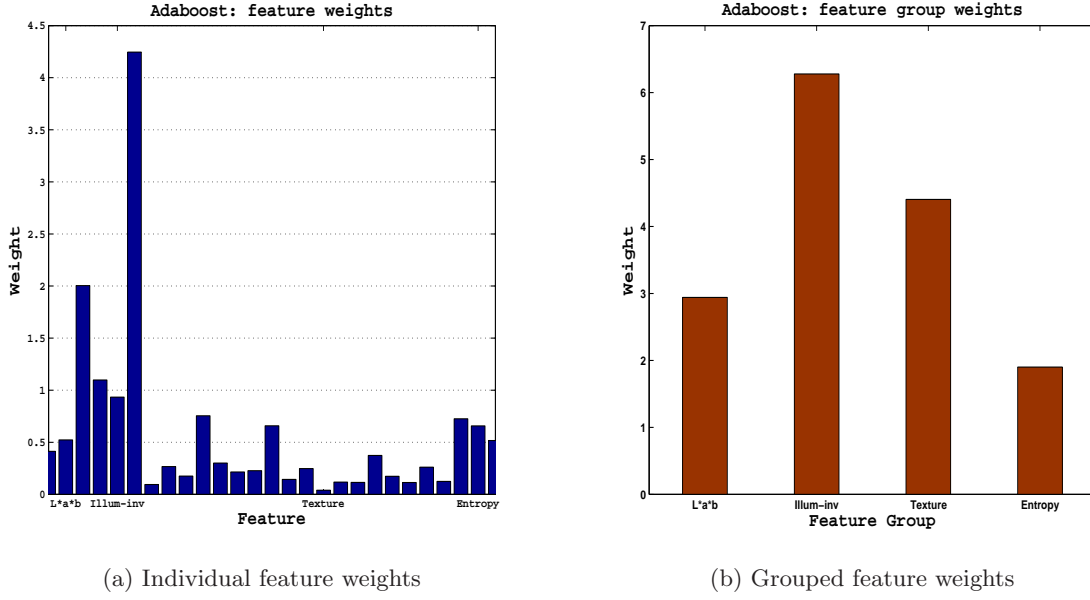 Adaboost: feature weights
4.5
4
3.5
3
2.5
2
1.5
1
0.5
0
Weight
L*a*b Illum-inv Texture Entropy
Feature
(a) Individual feature weights
Adaboost: feature group weights
7
6
5
4
3
2
1
0
Weight
L*a*b Illum-inv Texture Entropy
Feature Group
(b) Grouped feature weights